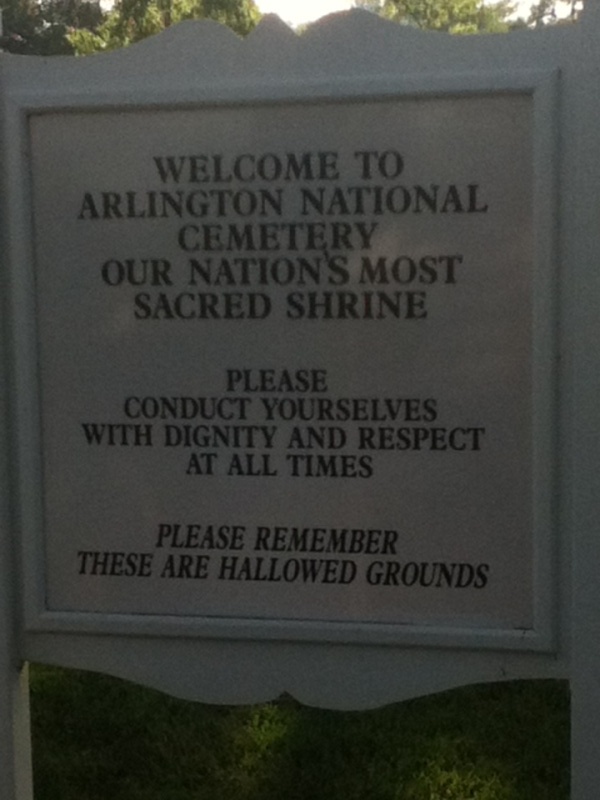 WELCOME TO
ARLINGTON NATIONAL
CEMETERY
OUR NATION'S MOST
SACRED SHRINE
PLEASE
CONDUCT YOURSELVES
WITH DIGNITY AND RESPECT
AT ALL TIMES
PLEASE REMEMBER
THESE ARE HALLOWED GROUNDS